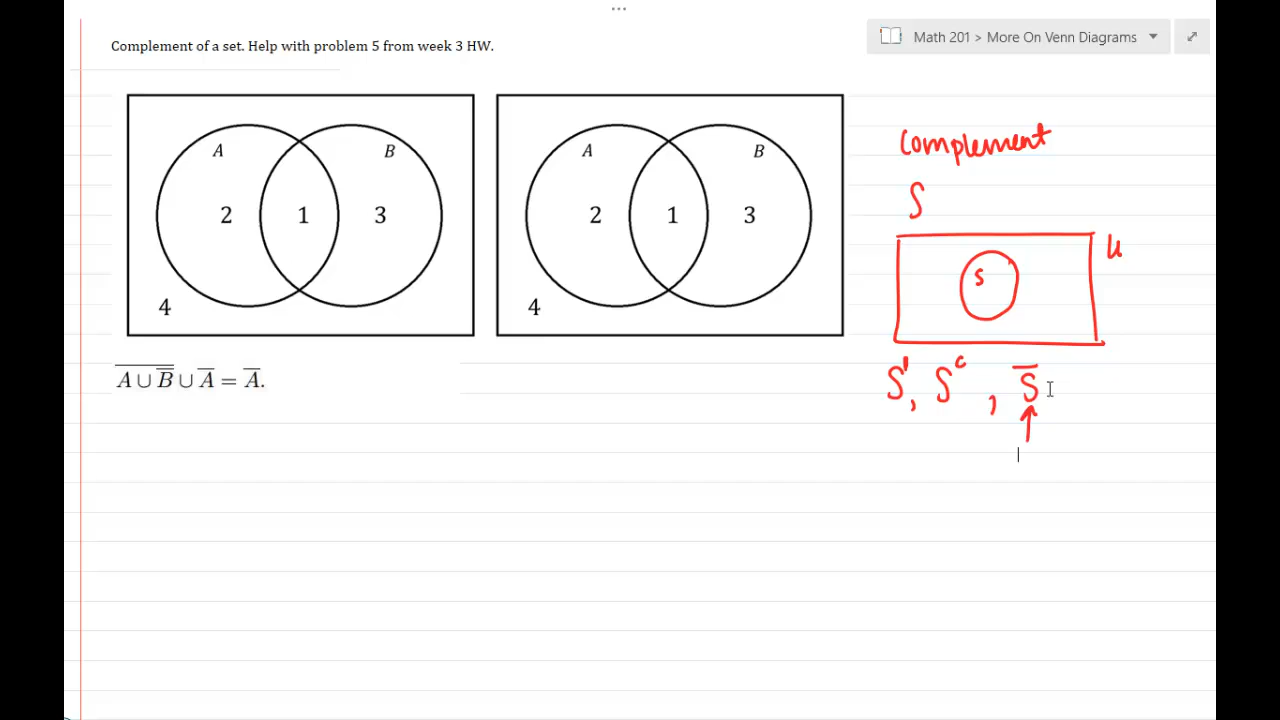 ...
Complement of a set. Help with problem 5 from week 3 HW.
Math 201 > More On Venn Diagrams
A B
2 1 3
4
A B
2 1 3
4
complement
S
U
S
S', Sᶜ, S̅
$\overline{A \cup \overline{B}} \cup \overline{A} = \overline{A}.$